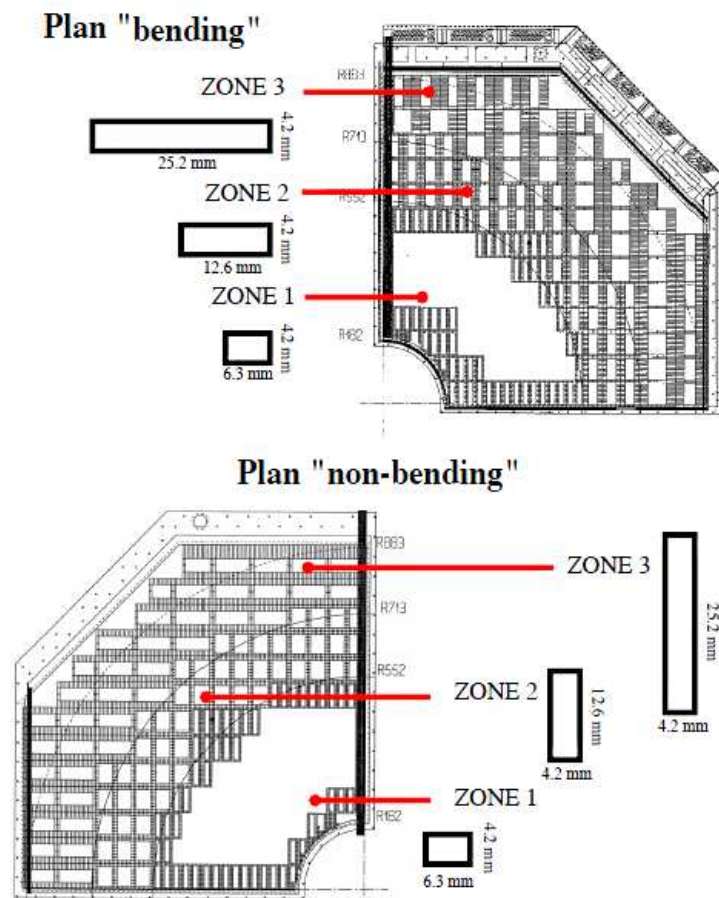 Plan "bending"
ZONE 3
4.2 mm
25.2 mm
R883
R713
ZONE 2
R552
4.2 mm
12.6 mm
ZONE 1
4.2 mm
6.3 mm
R162
Plan "non-bending"
R883
ZONE 3
25.2 mm
4.2 mm
R713
R552
ZONE 2
12.6 mm
4.2 mm
ZONE 1
R162
4.2 mm
6.3 mm